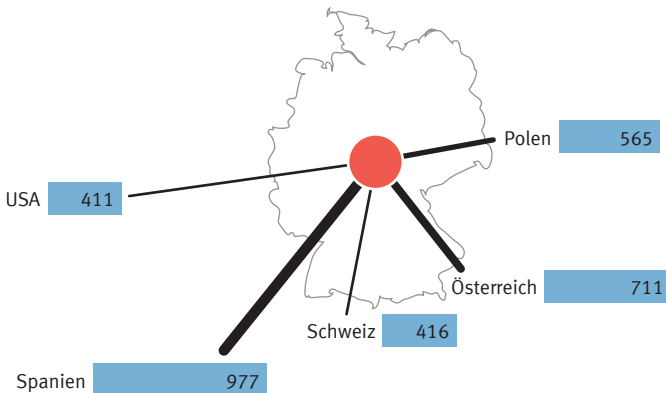 Polen 565
USA 411
Österreich 711
Schweiz 416
Spanien 977